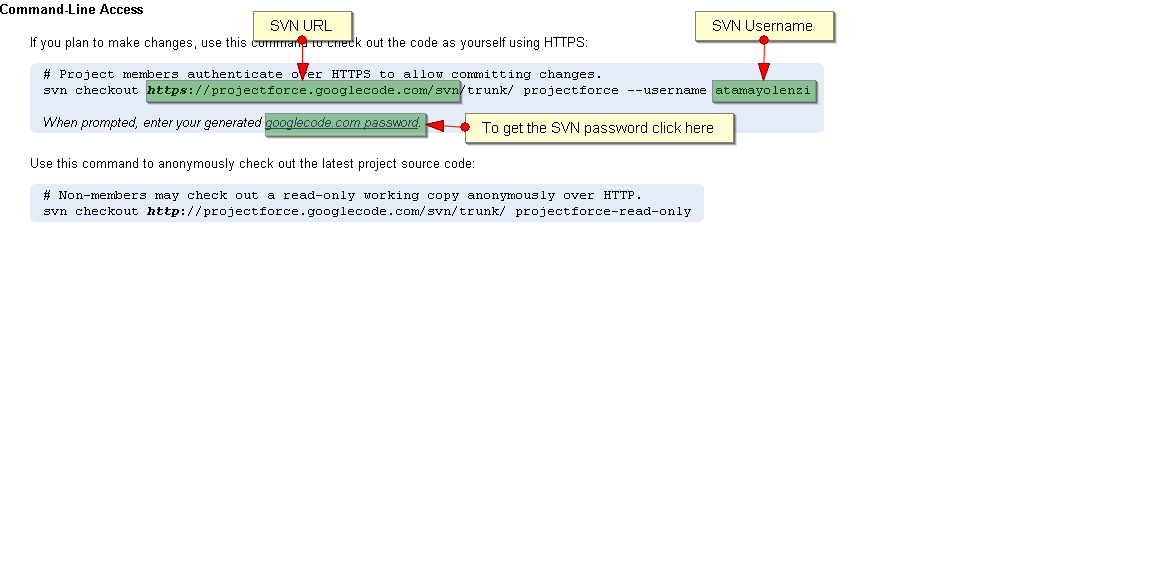 Command-Line Access
SVN URL
SVN Username
If you plan to make changes, use this command to check out the code as yourself using HTTPS:
# Project members authenticate over HTTPS to allow committing changes.
svn checkout https://projectforce.googlecode.com/svn/trunk/ projectforce --username atamayolenzi
When prompted, enter your generated googlecode.com password.
To get the SVN password click here
Use this command to anonymously check out the latest project source code:
# Non-members may check out a read-only working copy anonymously over HTTP.
svn checkout http://projectforce.googlecode.com/svn/trunk/ projectforce-read-only